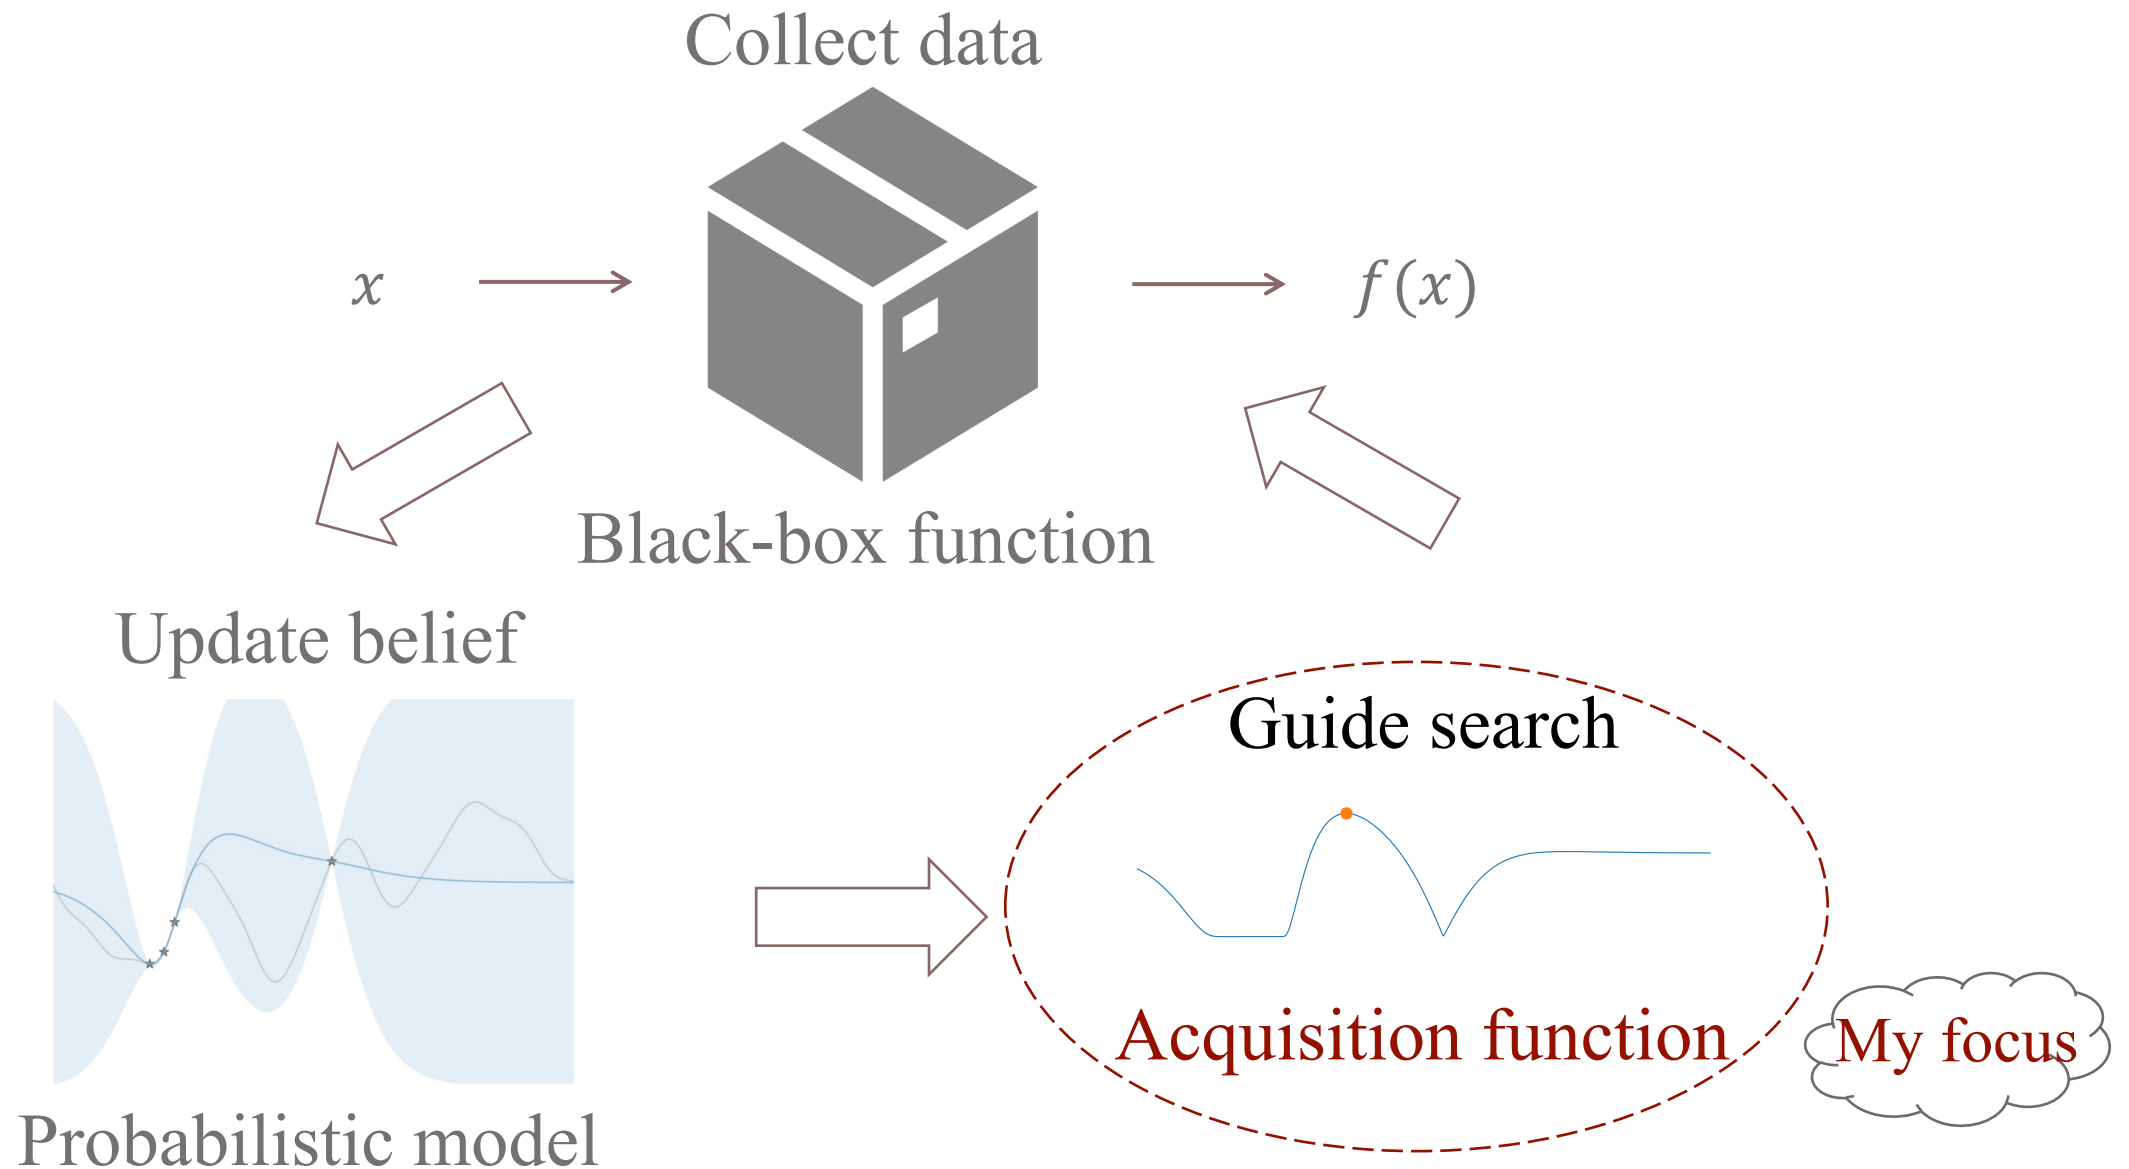 Collect data
x
f(x)
Black-box function
Update belief
Guide search
Acquisition function
My focus
Probabilistic model